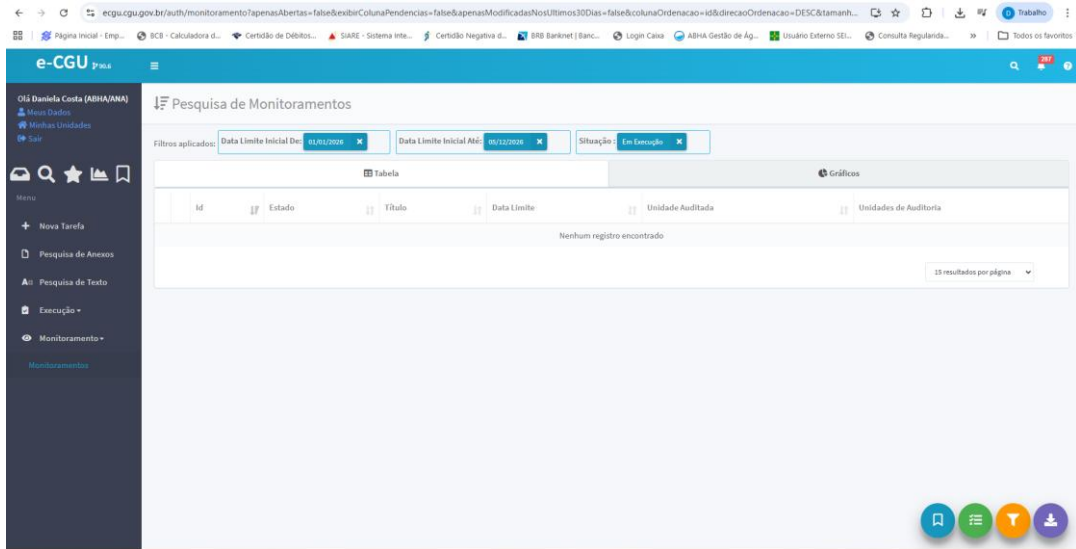 ecgu.cgu.gov.br/auth/monitoramento?apenasAbertas=false&exibirColunaPendencias=false&apenasModificadasNosUltimos30Dias=false&colunaOrdenacao=id&direcaoOrdenacao=DESC&tamanh...
Trabalho
Página Inicial - Emp... BCB - Calculadora d... Certidão de Débitos... SIARE - Sistema Inte... Certidão Negativa d... BRB Banknet | Banc... Login Caixa ABHA Gestão de Ág... Usuário Externo SEI... Consulta Regularida... » Todos os favoritos
e-CGU
297
Olá Daniela Costa (ABHA/ANA)
Meus Dados
Minhas Unidades
Sair
Menu
Nova Tarefa
Pesquisa de Anexos
Pesquisa de Texto
Execução
Monitoramento
Monitoramentos
Pesquisa de Monitoramentos
Filtros aplicados: Data Limite Inicial De: 01/01/2026 × Data Limite Inicial Até: 05/12/2026 × Situação : Em Execução ×
Tabela Gráficos
Id Estado Título Data Limite Unidade Auditada Unidades de Auditoria
Nenhum registro encontrado
15 resultados por página